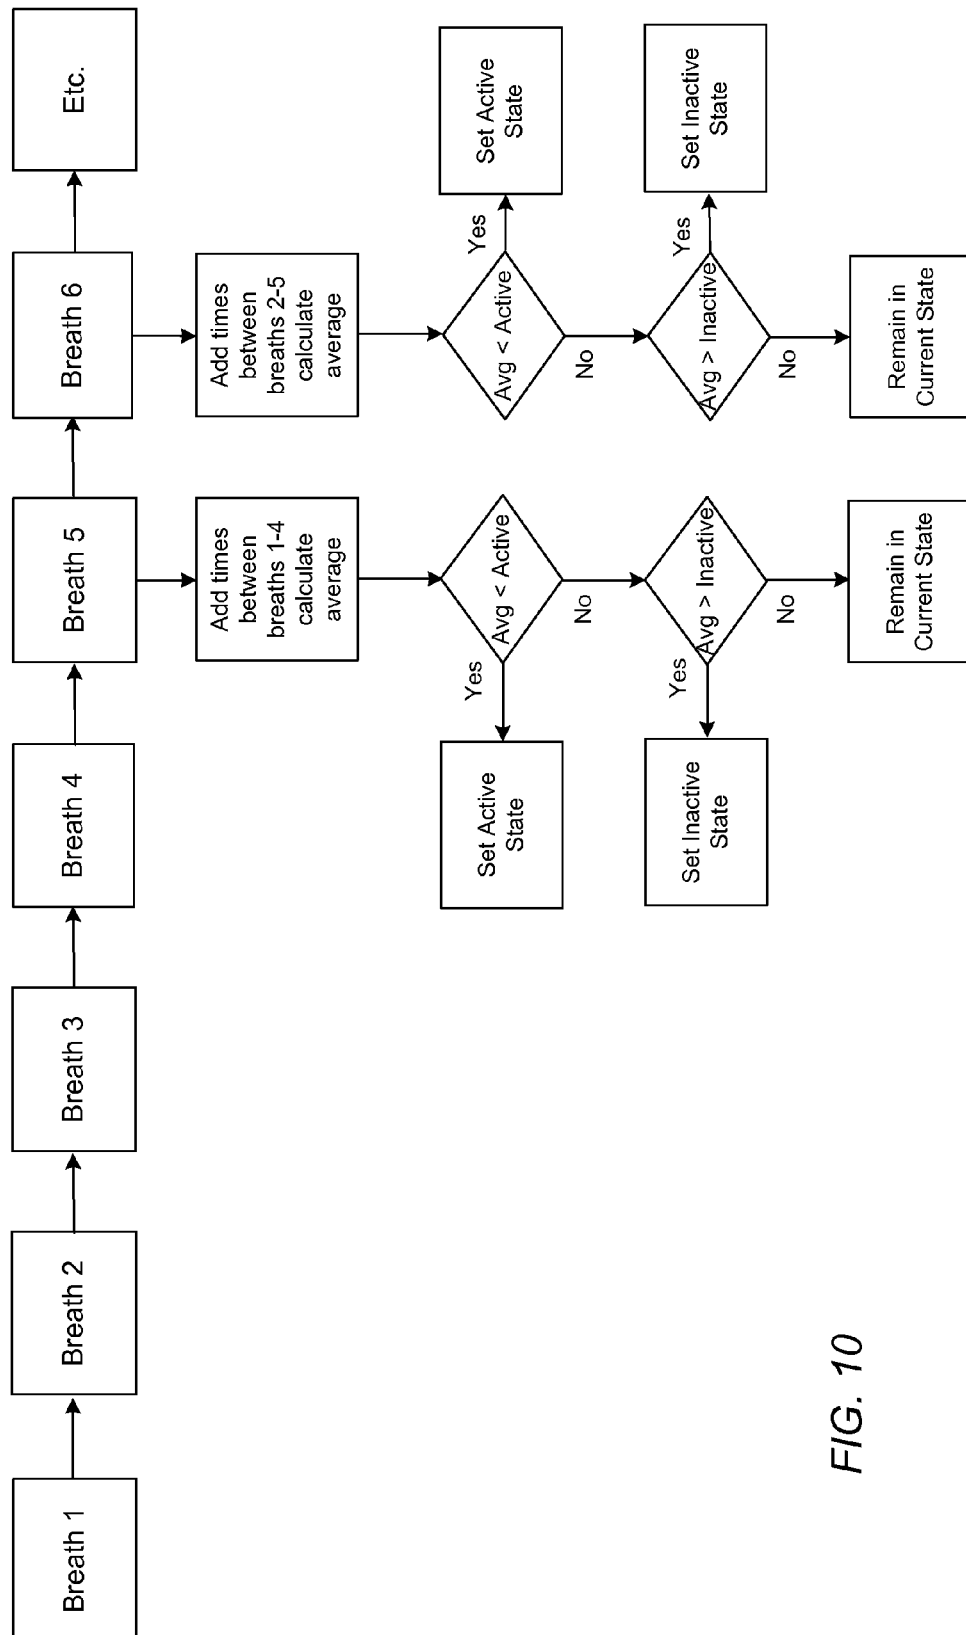 Breath 1
Breath 2
Breath 3
Breath 4
Breath 5
Breath 6
Etc.
Add times
between
breaths 1-4
calculate
average
Add times
between
breaths 2-5
calculate
average
Set Active
State
Yes
Avg < Active
No
Avg < Active
Yes
No
Set Active
State
Set Inactive
State
Yes
Avg > Inactive
No
Avg > Inactive
Yes
No
Set Inactive
State
Remain in
Current State
Remain in
Current State
FIG. 10